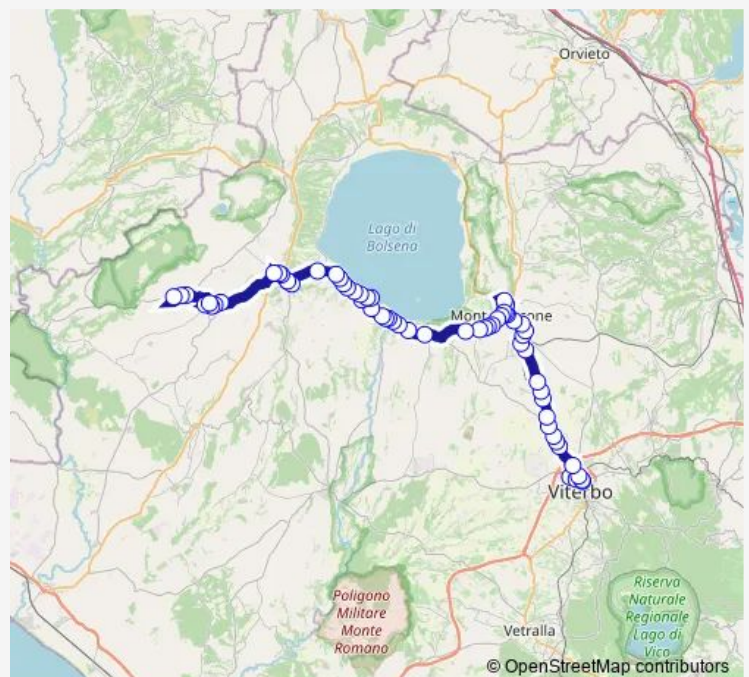 Orvieto
Lago di
Bolsena
Viterbo
Poligono
Militare
Monte
Romano
Vetralla
Riserva
Naturale
Regionale
Lago di
Vico
© OpenStreetMap contributors